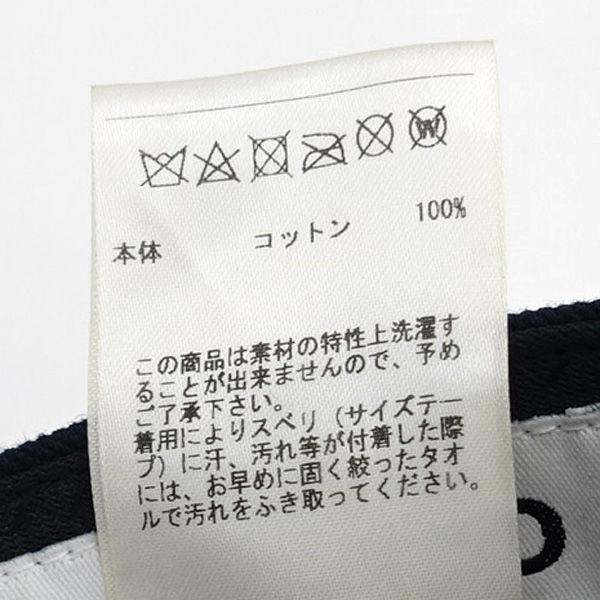 W
本体 コットン 100%
この商品は素材の特性上洗濯す
ることが出来ませんので、予め
ご了承下さい。
着用によりスベリ（サイズテー
プ）に汗、汚れ等が付着した際
には、お早めに固く絞ったタオ
ルで汚れをふき取ってください。